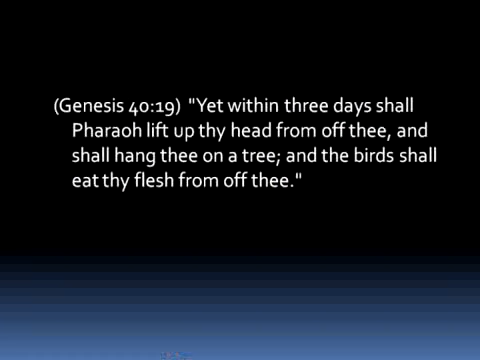 (Genesis 40:19) "Yet within three days shall
Pharaoh lift up thy head from off thee, and
shall hang thee on a tree; and the birds shall
eat thy flesh from off thee."